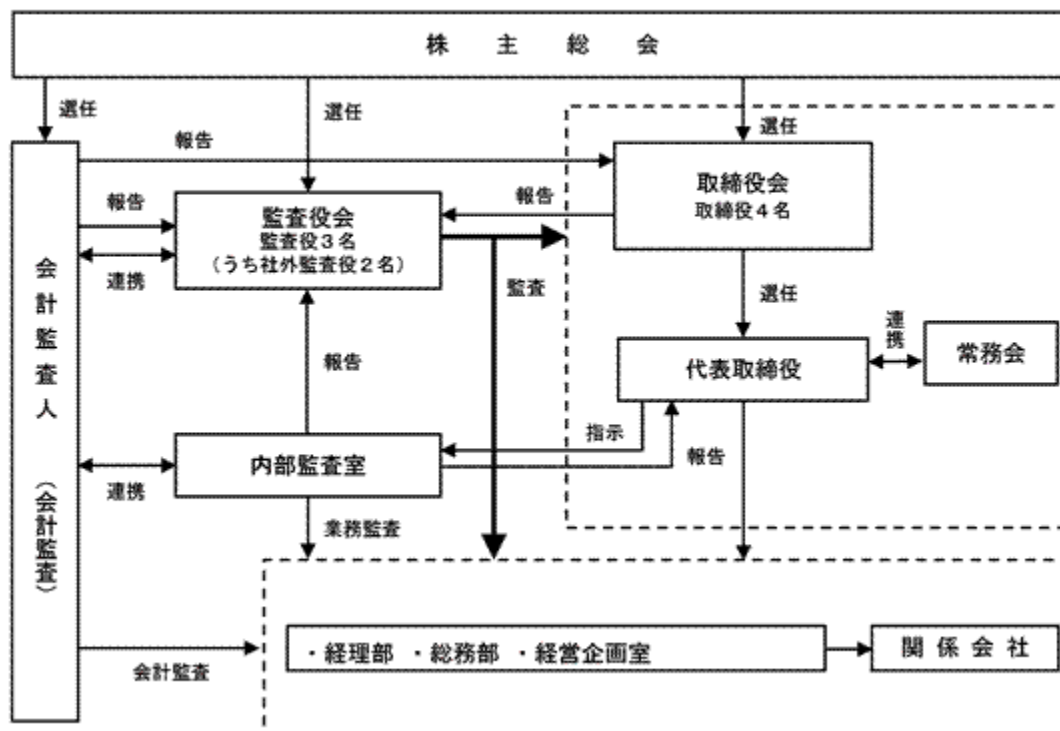 株主総会
選任
選任
選任
報告
取締役会
取締役4名
報告
報告
監査役会
監査役3名
(うち社外監査役2名)
連携
監査
会計監査人
(会計監査)
選任
連携
代表取締役
常務会
報告
指示
報告
内部監査室
連携
業務監査
会計監査
・経理部 ・総務部 ・経営企画室
関係会社